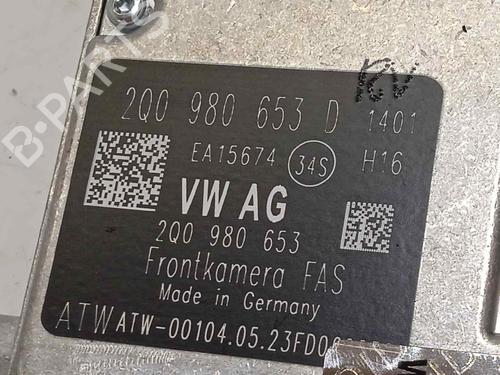 B-PARTS
RV
2Q0 980 653 D 1401
EA15674 34S H16
VW AG
2Q0 980 653
Frontkamera FAS
Made in Germany
ATW ATW-00104.05.23FD0